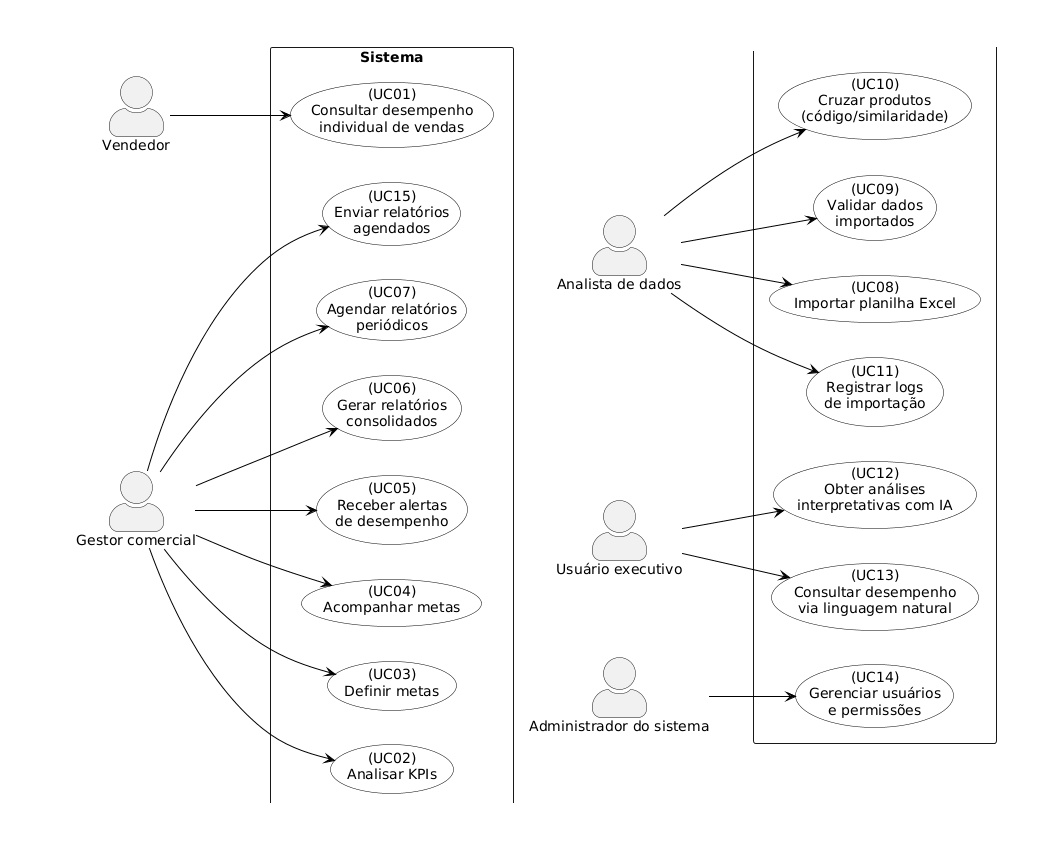 Sistema
Vendedor
(UC01)
Consultar desempenho
individual de vendas
(UC15)
Enviar relatórios
agendados
(UC07)
Agendar relatórios
periódicos
(UC06)
Gerar relatórios
consolidados
Gestor comercial
(UC05)
Receber alertas
de desempenho
(UC04)
Acompanhar metas
(UC03)
Definir metas
(UC02)
Analisar KPIs
(UC10)
Cruzar produtos
(código/similaridade)
(UC09)
Validar dados
importados
Analista de dados
(UC08)
Importar planilha Excel
(UC11)
Registrar logs
de importação
(UC12)
Obter análises
interpretativas com IA
Usuário executivo
(UC13)
Consultar desempenho
via linguagem natural
(UC14)
Gerenciar usuários
e permissões
Administrador do sistema